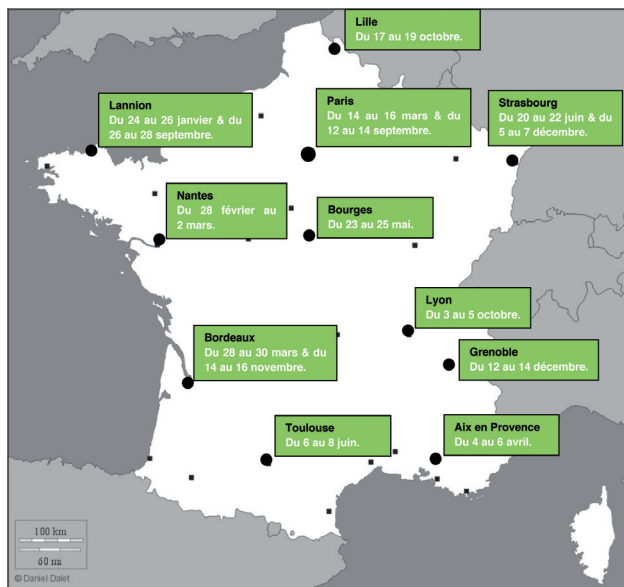 Lille
Du 17 au 19 octobre.
Lannion
Du 24 au 26 janvier & du
26 au 28 septembre.
Paris
Du 14 au 16 mars & du
12 au 14 septembre.
Strasbourg
Du 20 au 22 juin & du
5 au 7 décembre.
Nantes
Du 28 février au
2 mars.
Bourges
Du 23 au 25 mai.
Lyon
Du 3 au 5 octobre.
Bordeaux
Du 28 au 30 mars & du
14 au 16 novembre.
Grenoble
Du 12 au 14 décembre.
Toulouse
Du 6 au 8 juin.
Aix en Provence
Du 4 au 6 avril.
100 km
60 mi
© Daniel Dalet